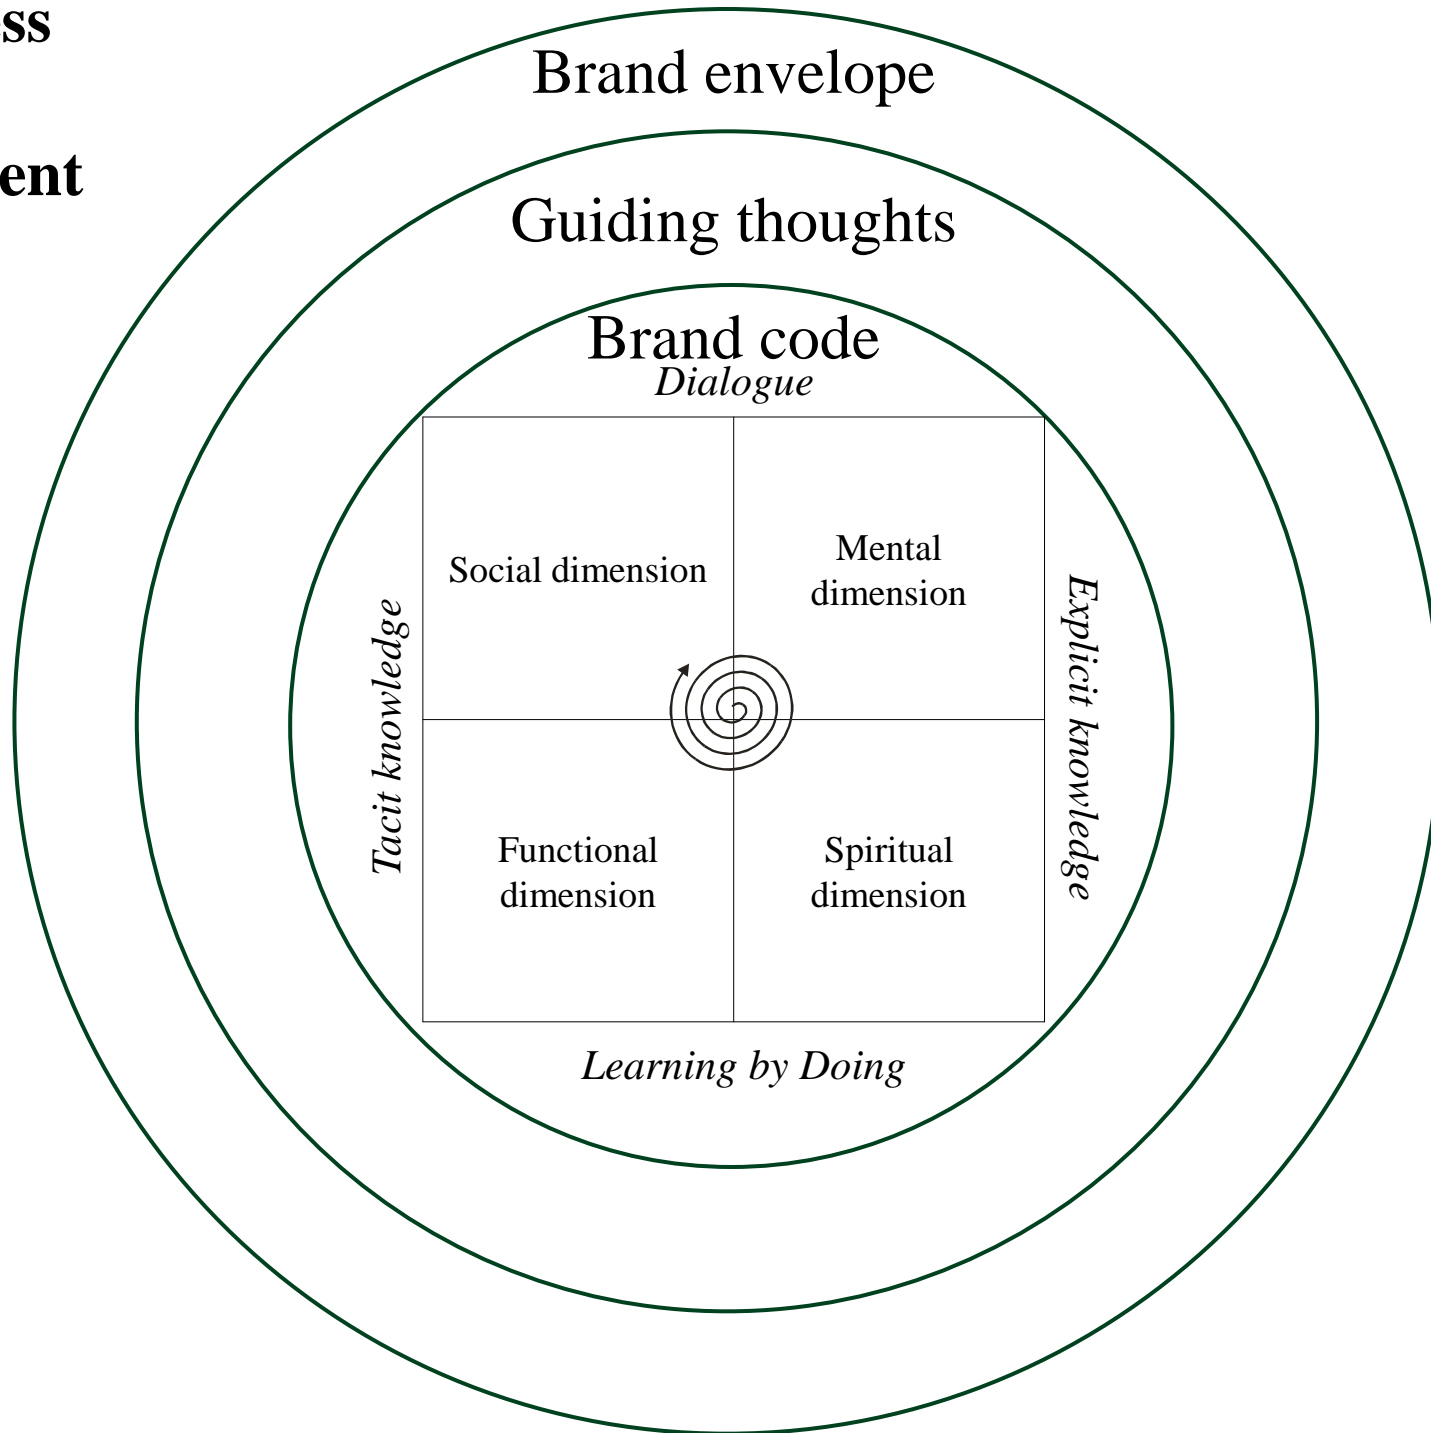 ss
Brand envelope
ent
Guiding thoughts
Brand code
Dialogue
Social dimension
Mental
dimension
Tacit knowledge
Explicit knowledge
Functional
dimension
Spiritual
dimension
Learning by Doing